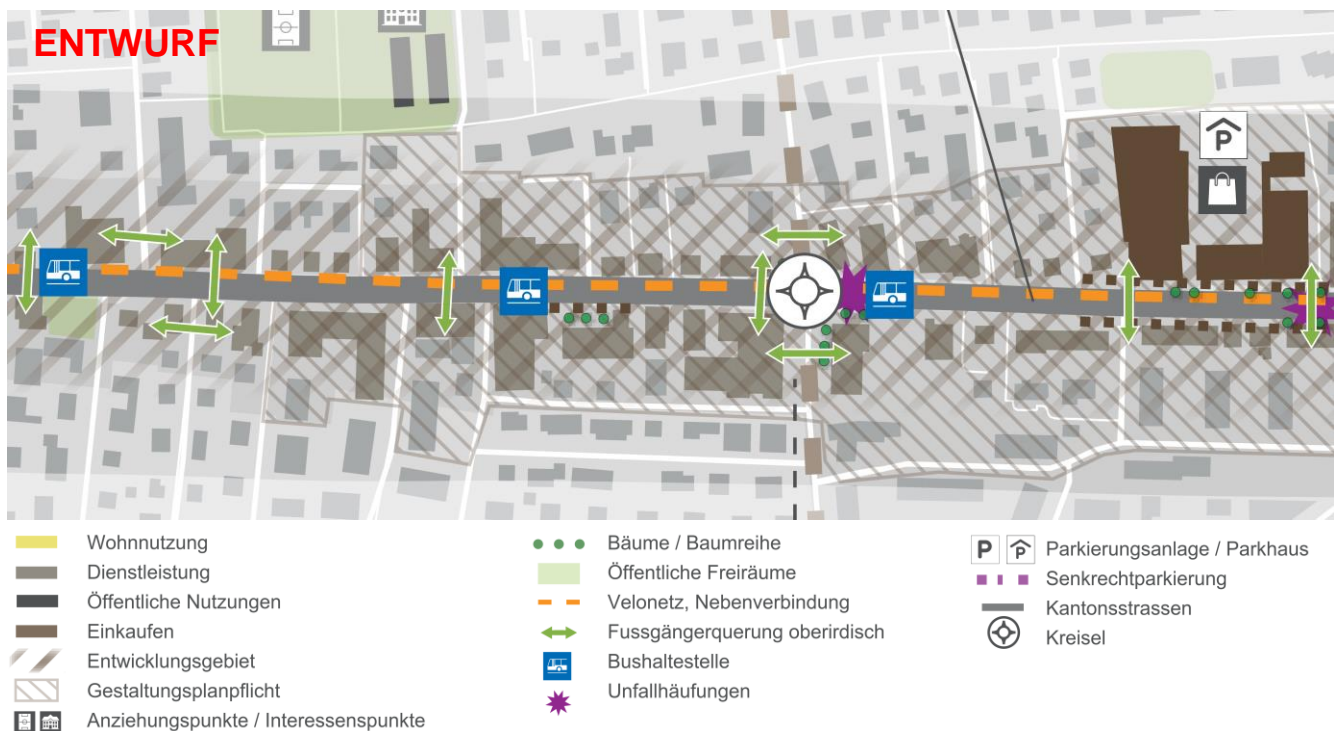 ENTWURF
P
Wohnnutzung
Dienstleistung
Öffentliche Nutzungen
Einkaufen
Entwicklungsgebiet
Gestaltungsplanpflicht
Anziehungspunkte / Interessenspunkte
Bäume / Baumreihe
Öffentliche Freiräume
Velonetz, Nebenverbindung
Fussgängerquerung oberirdisch
Bushaltestelle
Unfallhäufungen
P P Parkierungsanlage / Parkhaus
Senkrechtparkierung
Kantonsstrassen
Kreisel